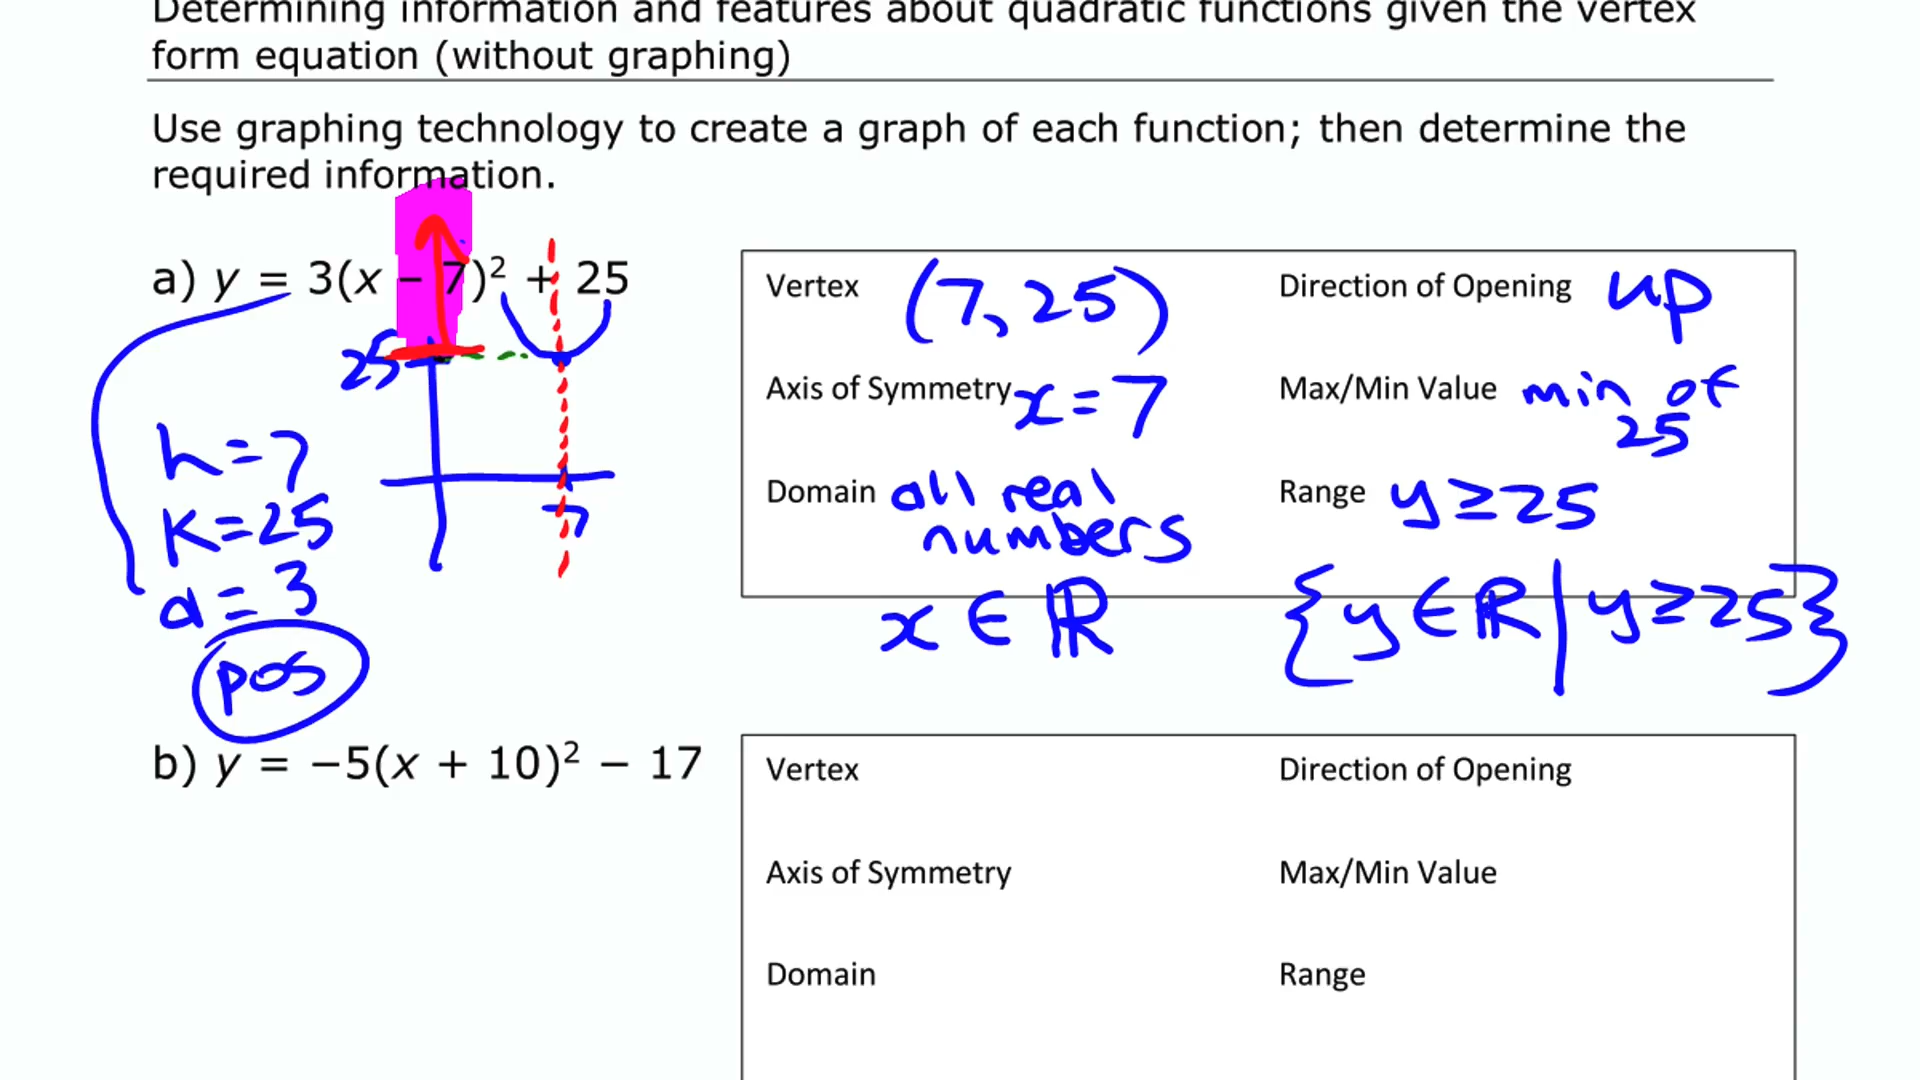 Determining information and features about quadratic functions given the vertex
form equation (without graphing)
Use graphing technology to create a graph of each function; then determine the
required information.
a) y = 3(x − 7)² + 25
25
7
h=7
K=25
a=3
pos
Vertex (7,25)
Direction of Opening up
Axis of Symmetry x=7
Max/Min Value min of
25
Domain all real
numbers
x ∈ ℝ
Range y≥25
{y∈ℝ|y≥25}
b) y = −5(x + 10)² − 17
Vertex
Direction of Opening
Axis of Symmetry
Max/Min Value
Domain
Range